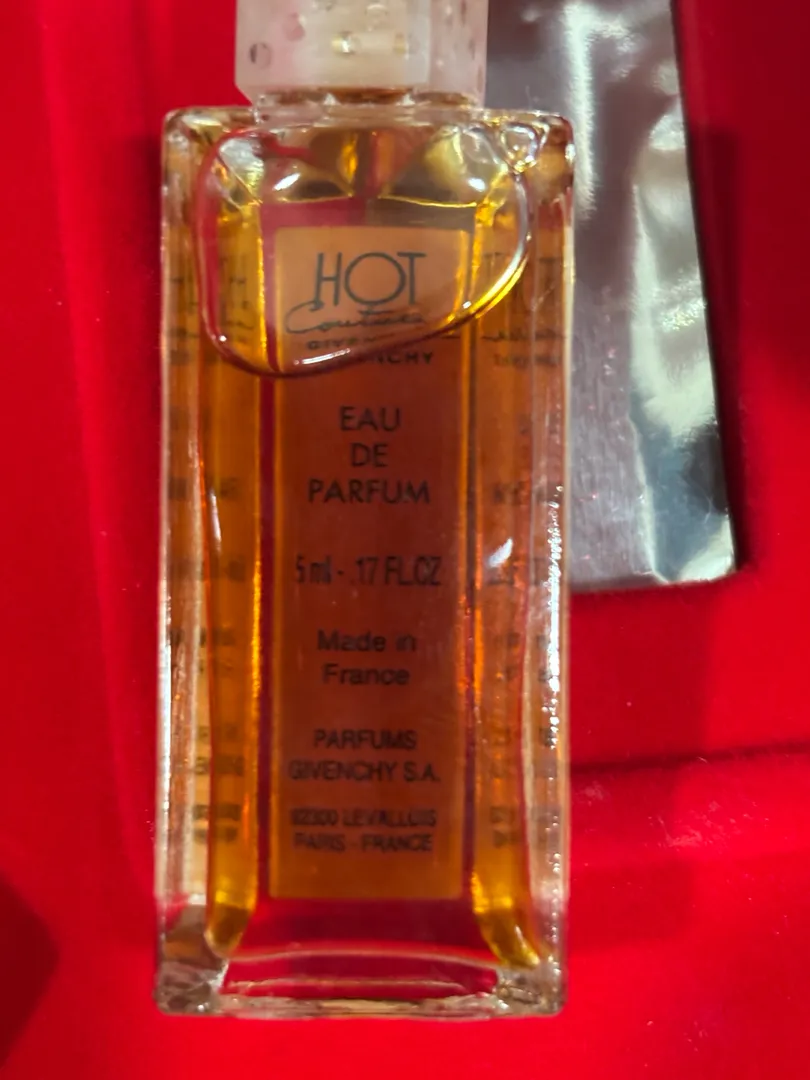 HOT
Couture
GIVENCHY
EAU
DE
PARFUM
5 ml - .17 FL.OZ
Made in
France
PARFUMS
GIVENCHY S.A.
92300 LEVALLOIS
PARIS - FRANCE